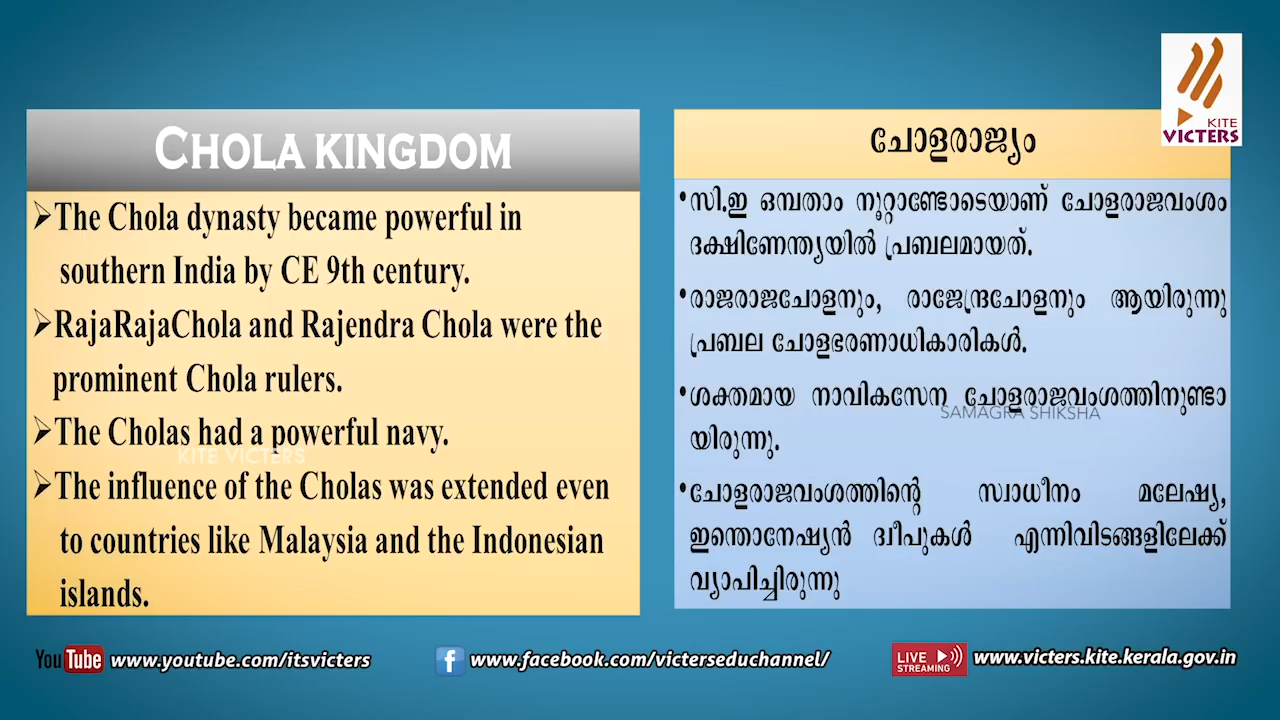 CHOLA KINGDOM
➢The Chola dynasty became powerful in
southern India by CE 9th century.
➢RajaRajaChola and Rajendra Chola were the
prominent Chola rulers.
➢The Cholas had a powerful navy.
KITE VICTERS
➢The influence of the Cholas was extended even
to countries like Malaysia and the Indonesian
islands.
ചോളരാജ്യം
•സി.ഇ ഒമ്പതാം നൂറ്റാണ്ടോടെയാണ് ചോളരാജവംശം
ദക്ഷിണേന്ത്യയിൽ പ്രബലമായത്.
•രാജരാജചോളനും, രാജേന്ദ്രചോളനും ആയിരുന്നു
പ്രബല ചോളഭരണാധികാരികൾ.
•ശക്തമായ നാവികസേന ചോളരാജവംശത്തിനുണ്ടാ
SAMAGRA SHIKSHA
യിരുന്നു.
•ചോളരാജവംശത്തിന്റെ സ്വാധീനം മലേഷ്യ,
ഇന്തൊനേഷ്യൻ ദ്വീപുകൾ എന്നിവിടങ്ങളിലേക്ക്
വ്യാപിച്ചിരുന്നു
KITE
VICTERS
YouTube www.youtube.com/itsvicters
f www.facebook.com/victerseduchannel/
LIVE
STREAMING
www.victers.kite.kerala.gov.in